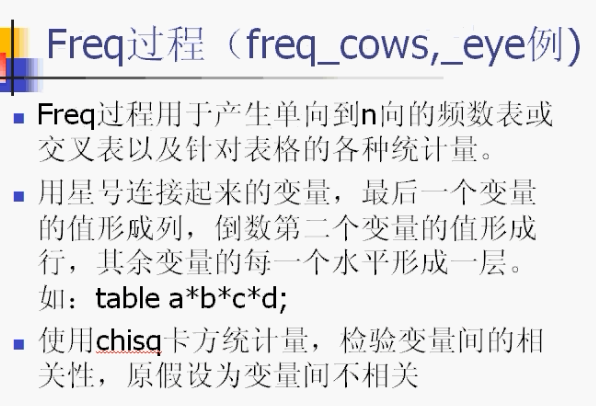 Freq过程（freq_cows,_eye例)
Freq过程用于产生单向到n向的频数表或
交叉表以及针对表格的各种统计量。
用星号连接起来的变量，最后一个变量
的值形成列，倒数第二个变量的值形成
行，其余变量的每一个水平形成一层。
如：table a*b*c*d;
使用chisq卡方统计量，检验变量间的相
关性，原假设为变量间不相关